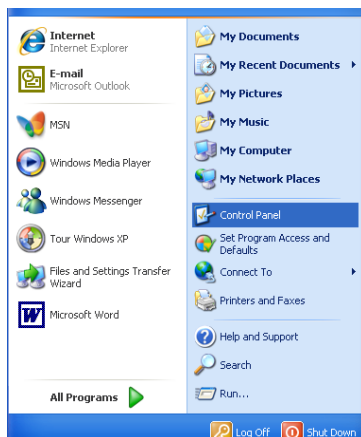 Internet
Internet Explorer
E-mail
Microsoft Outlook
MSN
Windows Media Player
Windows Messenger
Tour Windows XP
Files and Settings Transfer
Wizard
Microsoft Word
All Programs
My Documents
My Recent Documents
My Pictures
My Music
My Computer
My Network Places
Control Panel
Set Program Access and
Defaults
Connect To
Printers and Faxes
Help and Support
Search
Run...
Log Off
Shut Down